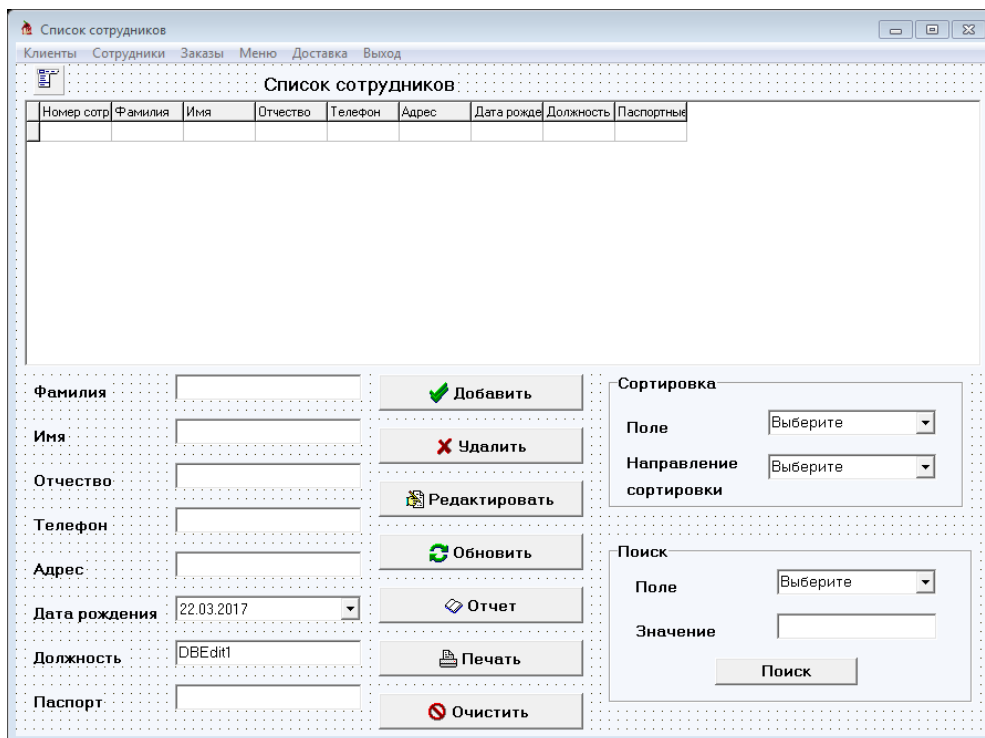 Список сотрудников
Клиенты Сотрудники Заказы Меню Доставка Выход
Список сотрудников
Номер сотр Фамилия Имя Отчество Телефон Адрес Дата рожде Должность Паспортные
Фамилия
Имя
Отчество
Телефон
Адрес
Дата рождения 22.03.2017
Должность DBEdit1
Паспорт
Добавить
Удалить
Редактировать
Обновить
Отчет
Печать
Очистить
Сортировка
Поле Выберите
Направление Выберите
сортировки
Поиск
Поле Выберите
Значение
Поиск